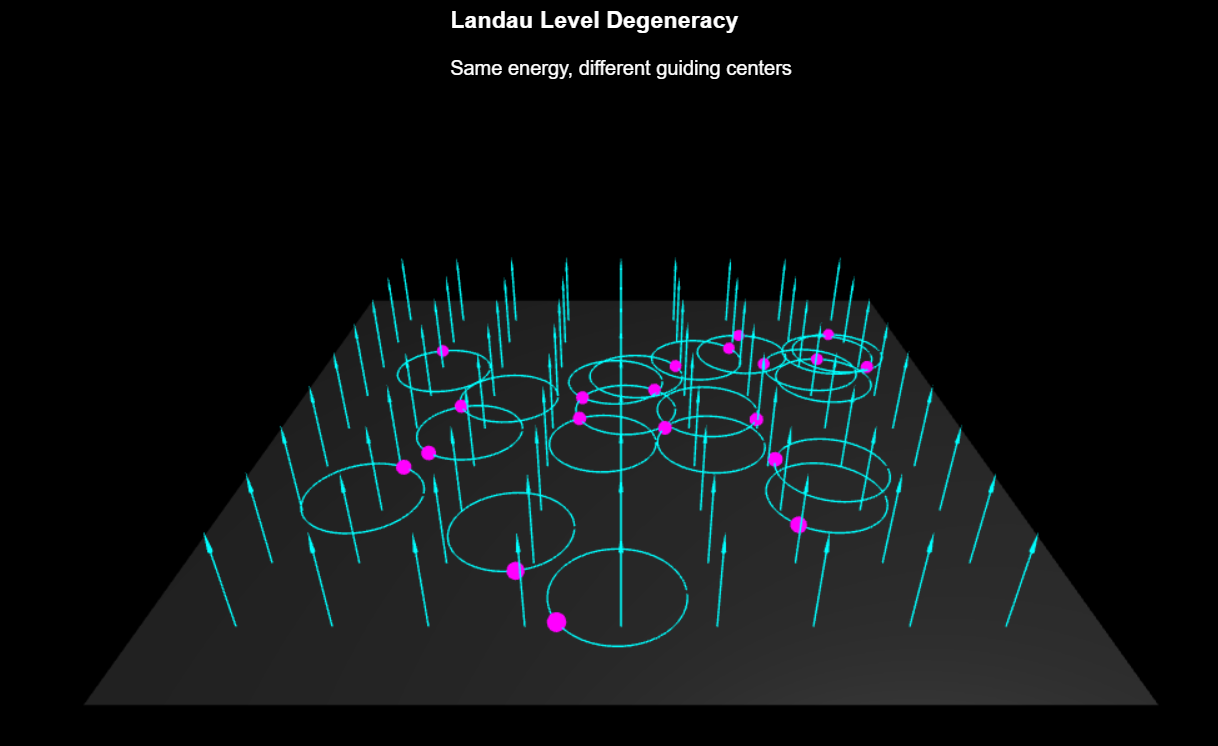 Landau Level Degeneracy
Same energy, different guiding centers